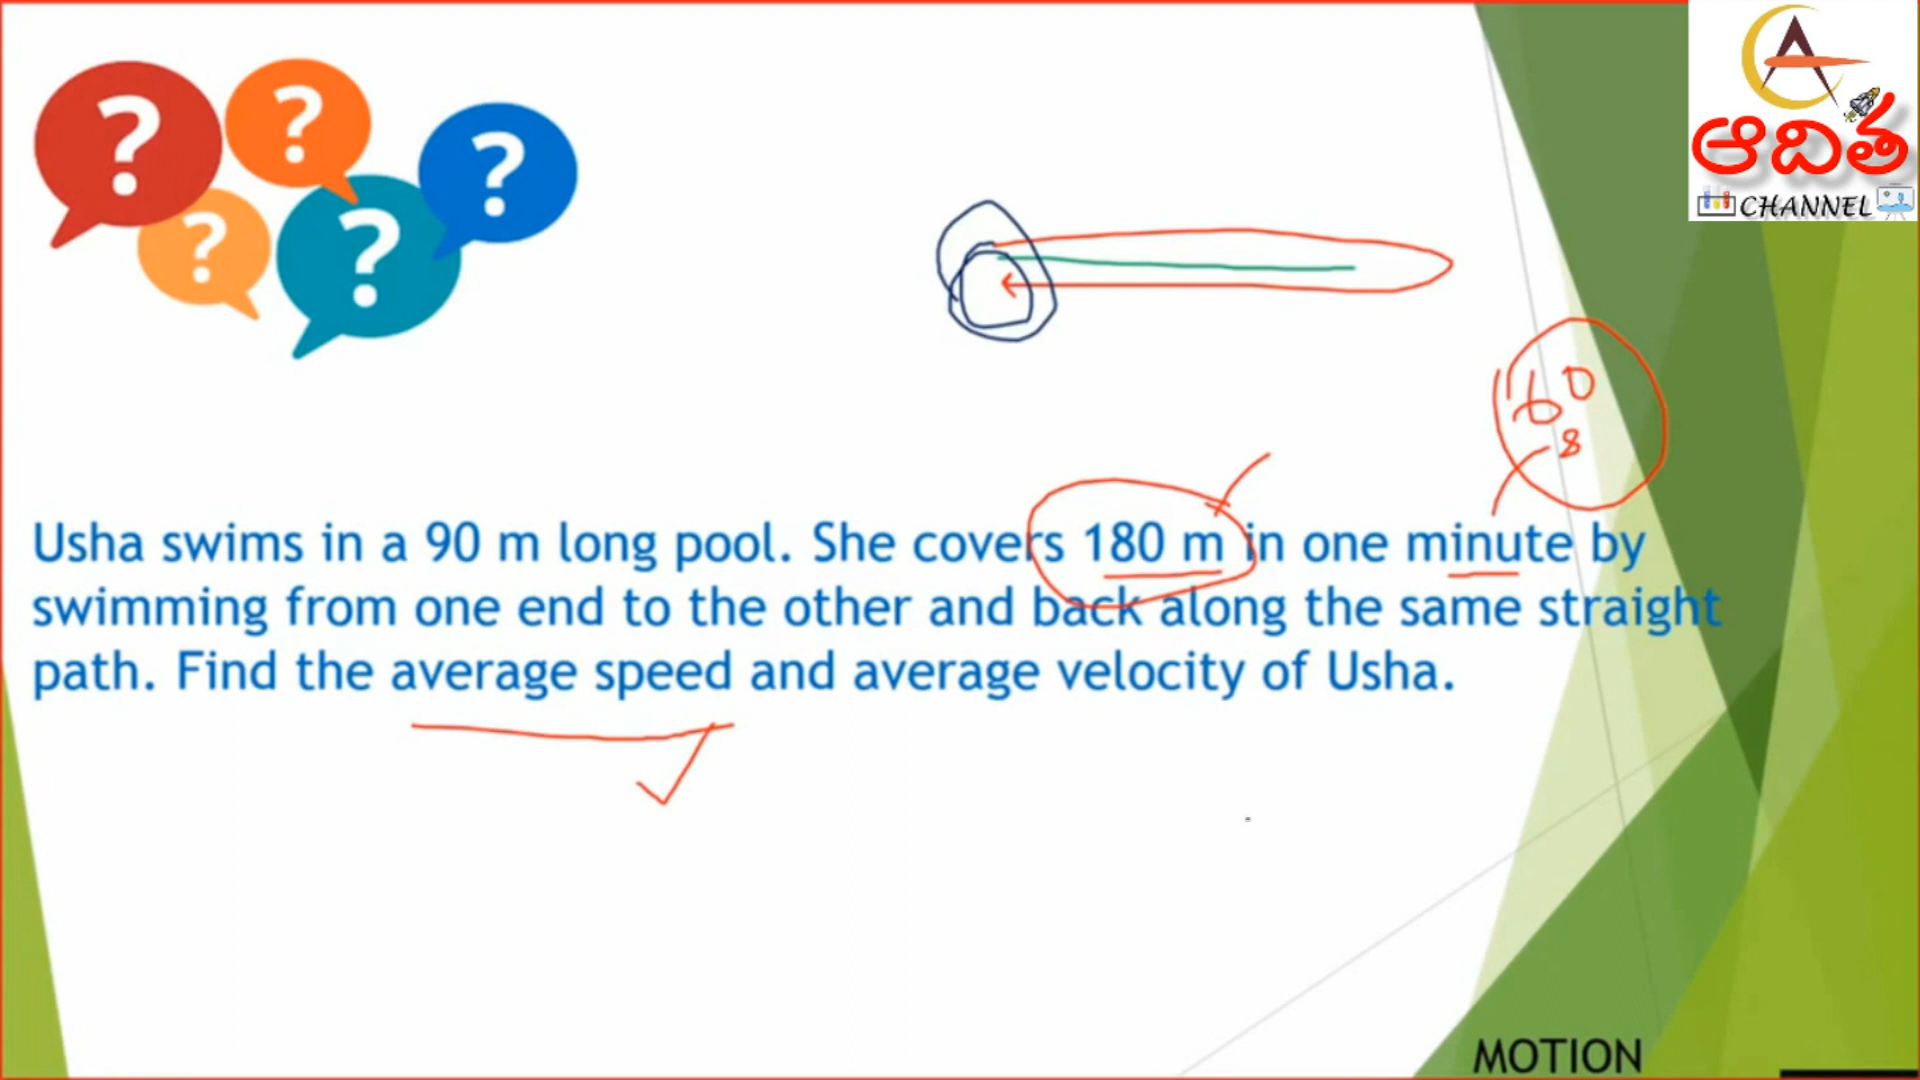 ?
?
?
?
?
ఆదిత
CHANNEL
60
8
Usha swims in a 90 m long pool. She covers 180 m in one minute by
swimming from one end to the other and back along the same straight
path. Find the average speed and average velocity of Usha.
MOTION